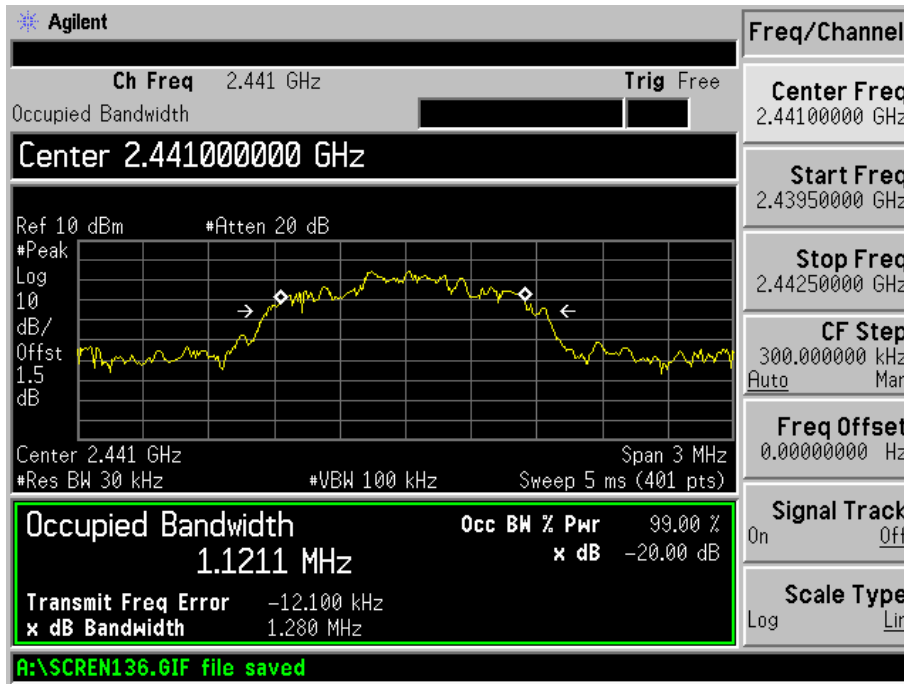 Agilent
Freq/Channel
Ch Freq 2.441 GHz Trig Free
Occupied Bandwidth
Center 2.441000000 GHz
Ref 10 dBm #Atten 20 dB
#Peak
Log
10
dB/
Offst
1.5
dB
Center 2.441 GHz Span 3 MHz
#Res BW 30 kHz #VBW 100 kHz Sweep 5 ms (401 pts)
Occupied Bandwidth
1.1211 MHz
Occ BW % Pwr 99.00 %
x dB -20.00 dB
Transmit Freq Error -12.100 kHz
x dB Bandwidth 1.280 MHz
A:\SCREN136.GIF file saved
Center Freq
2.44100000 GHz
Start Freq
2.43950000 GHz
Stop Freq
2.44250000 GHz
CF Step
300.000000 kHz
Auto Man
Freq Offset
0.00000000 Hz
Signal Track
On Off
Scale Type
Log Lin